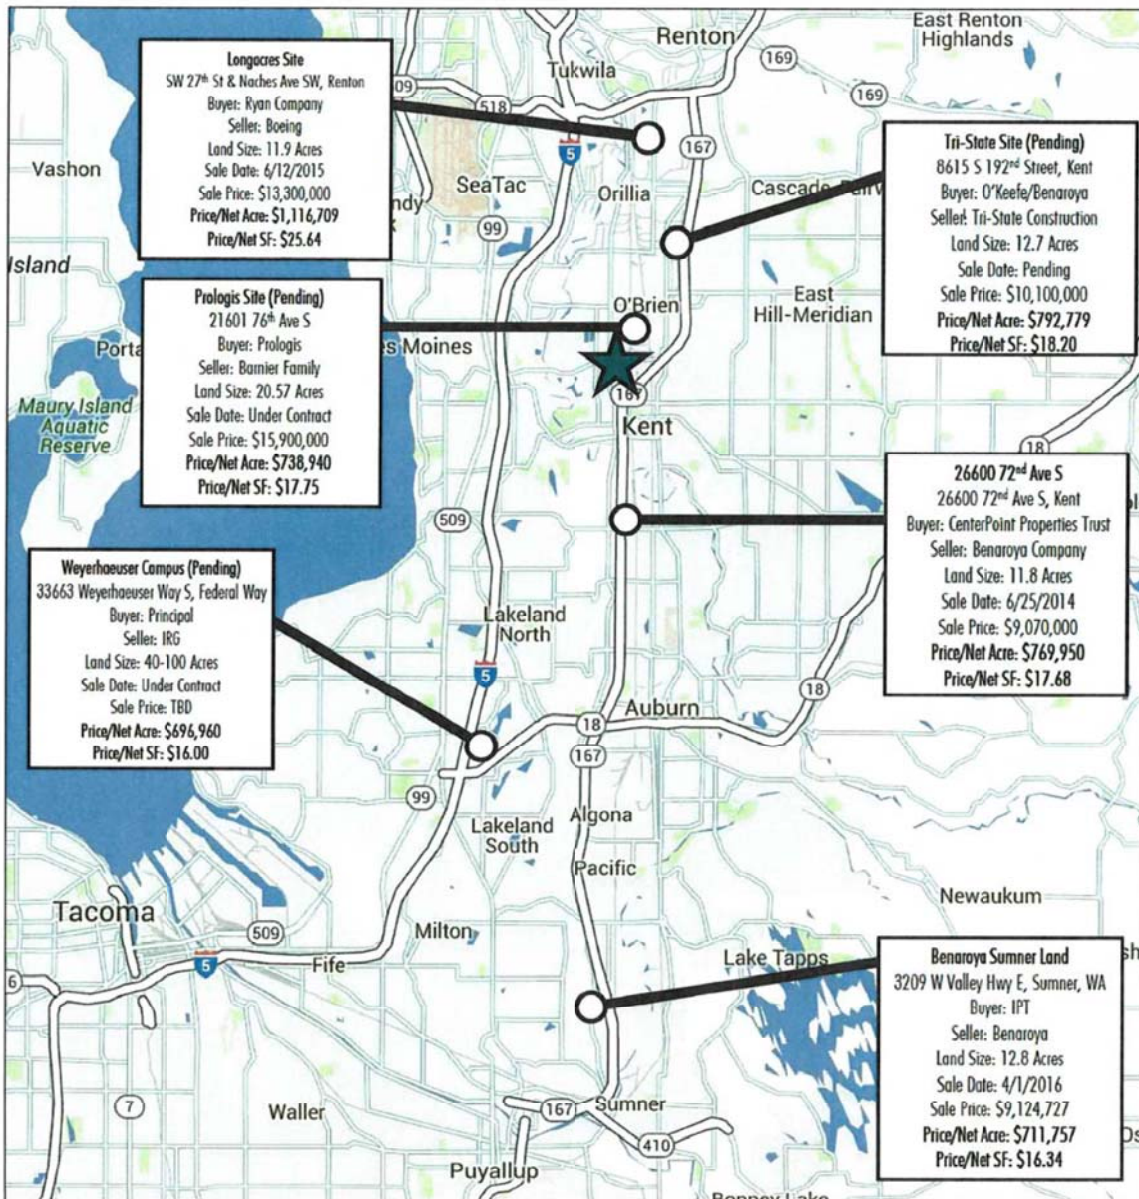 Longacres Site
SW 27th St & Naches Ave SW, Renton
Buyer: Ryan Company
Seller: Boeing
Land Size: 11.9 Acres
Sale Date: 6/12/2015
Sale Price: $13,300,000
Price/Net Acre: $1,116,709
Price/Net SF: $25.64
Prologis Site (Pending)
21601 76th Ave S
Buyer: Prologis
Seller: Barnier Family
Land Size: 20.57 Acres
Sale Date: Under Contract
Sale Price: $15,900,000
Price/Net Acre: $738,940
Price/Net SF: $17.75
Weyerhaeuser Campus (Pending)
33663 Weyerhaeuser Way S, Federal Way
Buyer: Principal
Seller: IRG
Land Size: 40-100 Acres
Sale Date: Under Contract
Sale Price: TBD
Price/Net Acre: $696,960
Price/Net SF: $16.00
Tri-State Site (Pending)
8615 S 192nd Street, Kent
Buyer: O'Keefe/Benaroya
Seller: Tri-State Construction
Land Size: 12.7 Acres
Sale Date: Pending
Sale Price: $10,100,000
Price/Net Acre: $792,779
Price/Net SF: $18.20
26600 72nd Ave S
26600 72nd Ave S, Kent
Buyer: CenterPoint Properties Trust
Seller: Benaroya Company
Land Size: 11.8 Acres
Sale Date: 6/25/2014
Sale Price: $9,070,000
Price/Net Acre: $769,950
Price/Net SF: $17.68
Benaroya Sumner Land
3209 W Valley Hwy E, Sumner, WA
Buyer: IPT
Seller: Benaroya
Land Size: 12.8 Acres
Sale Date: 4/1/2016
Sale Price: $9,124,727
Price/Net Acre: $711,757
Price/Net SF: $16.34
Renton
East Renton
Highlands
169
169
Tukwila
518
5
167
Vashon
SeaTac
Orillia
99
Island
O'Brien
East
Hill-Meridian
es Moines
Maury Island
Aquatic
Reserve
167
Kent
18
509
Lakeland
North
5
18
Auburn
18
167
99
Lakeland
South
Algona
Pacific
Newaukum
Tacoma
509
Milton
5
Fife
Lake Tapps
6
7
Waller
167
Sumner
410
Puyallup